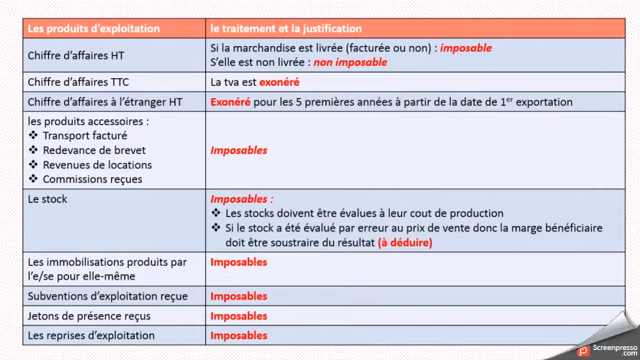 Les produits d'exploitation
le traitement et la justification
Chiffre d'affaires HT
Si la marchandise est livrée (facturée ou non) : imposable
S'elle est non livrée : non imposable
Chiffre d'affaires TTC
La tva est exonéré
Chiffre d'affaires à l'étranger HT
Exonéré pour les 5 premières années à partir de la date de 1er exportation
les produits accessoires :
❖ Transport facturé
❖ Redevance de brevet
❖ Revenues de locations
❖ Commissions reçues
Imposables
Le stock
Imposables :
❖ Les stocks doivent être évalues à leur cout de production
❖ Si le stock a été évalué par erreur au prix de vente donc la marge bénéficiaire
doit être soustraire du résultat (à déduire)
Les immobilisations produits par
l'e/se pour elle-même
Imposables
Subventions d'exploitation reçue
Imposables
Jetons de présence reçus
Imposables
Les reprises d'exploitation
Imposables
Screenpresso
.com